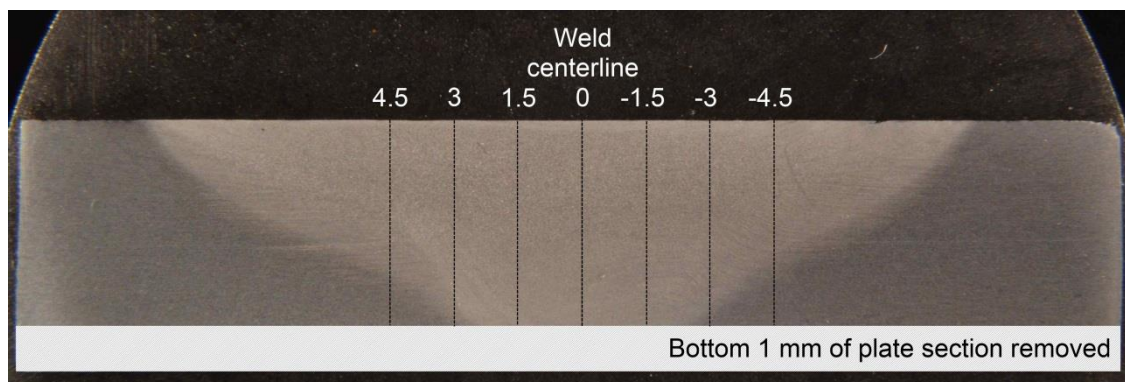 Weld
centerline
4.5 3 1.5 0 -1.5 -3 -4.5
Bottom 1 mm of plate section removed